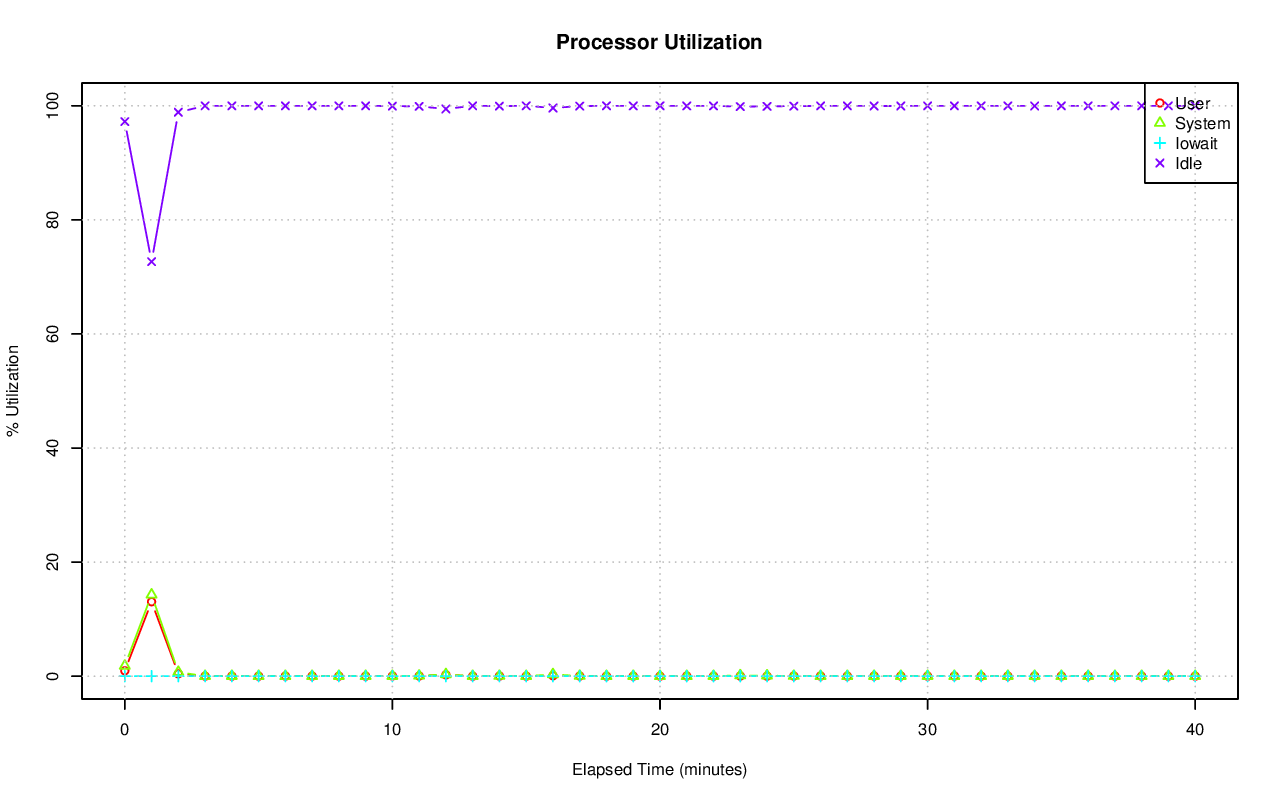 Processor Utilization
% Utilization
100
80
60
40
20
0
User
System
Iowait
Idle
0 10 20 30 40
Elapsed Time (minutes)